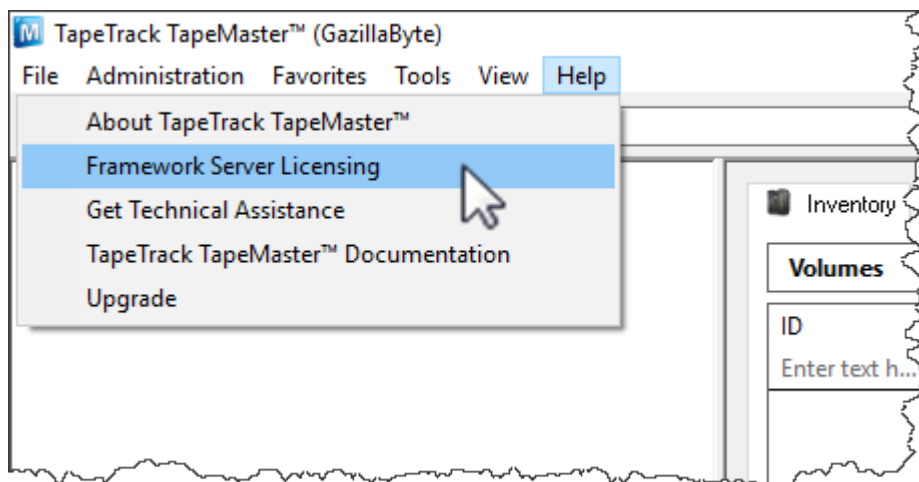 TapeTrack TapeMaster™ (GazillaByte)
File Administration Favorites Tools View Help
About TapeTrack TapeMaster™
Framework Server Licensing
Get Technical Assistance
TapeTrack TapeMaster™ Documentation
Upgrade
Inventory
Volumes
ID
Enter text h...